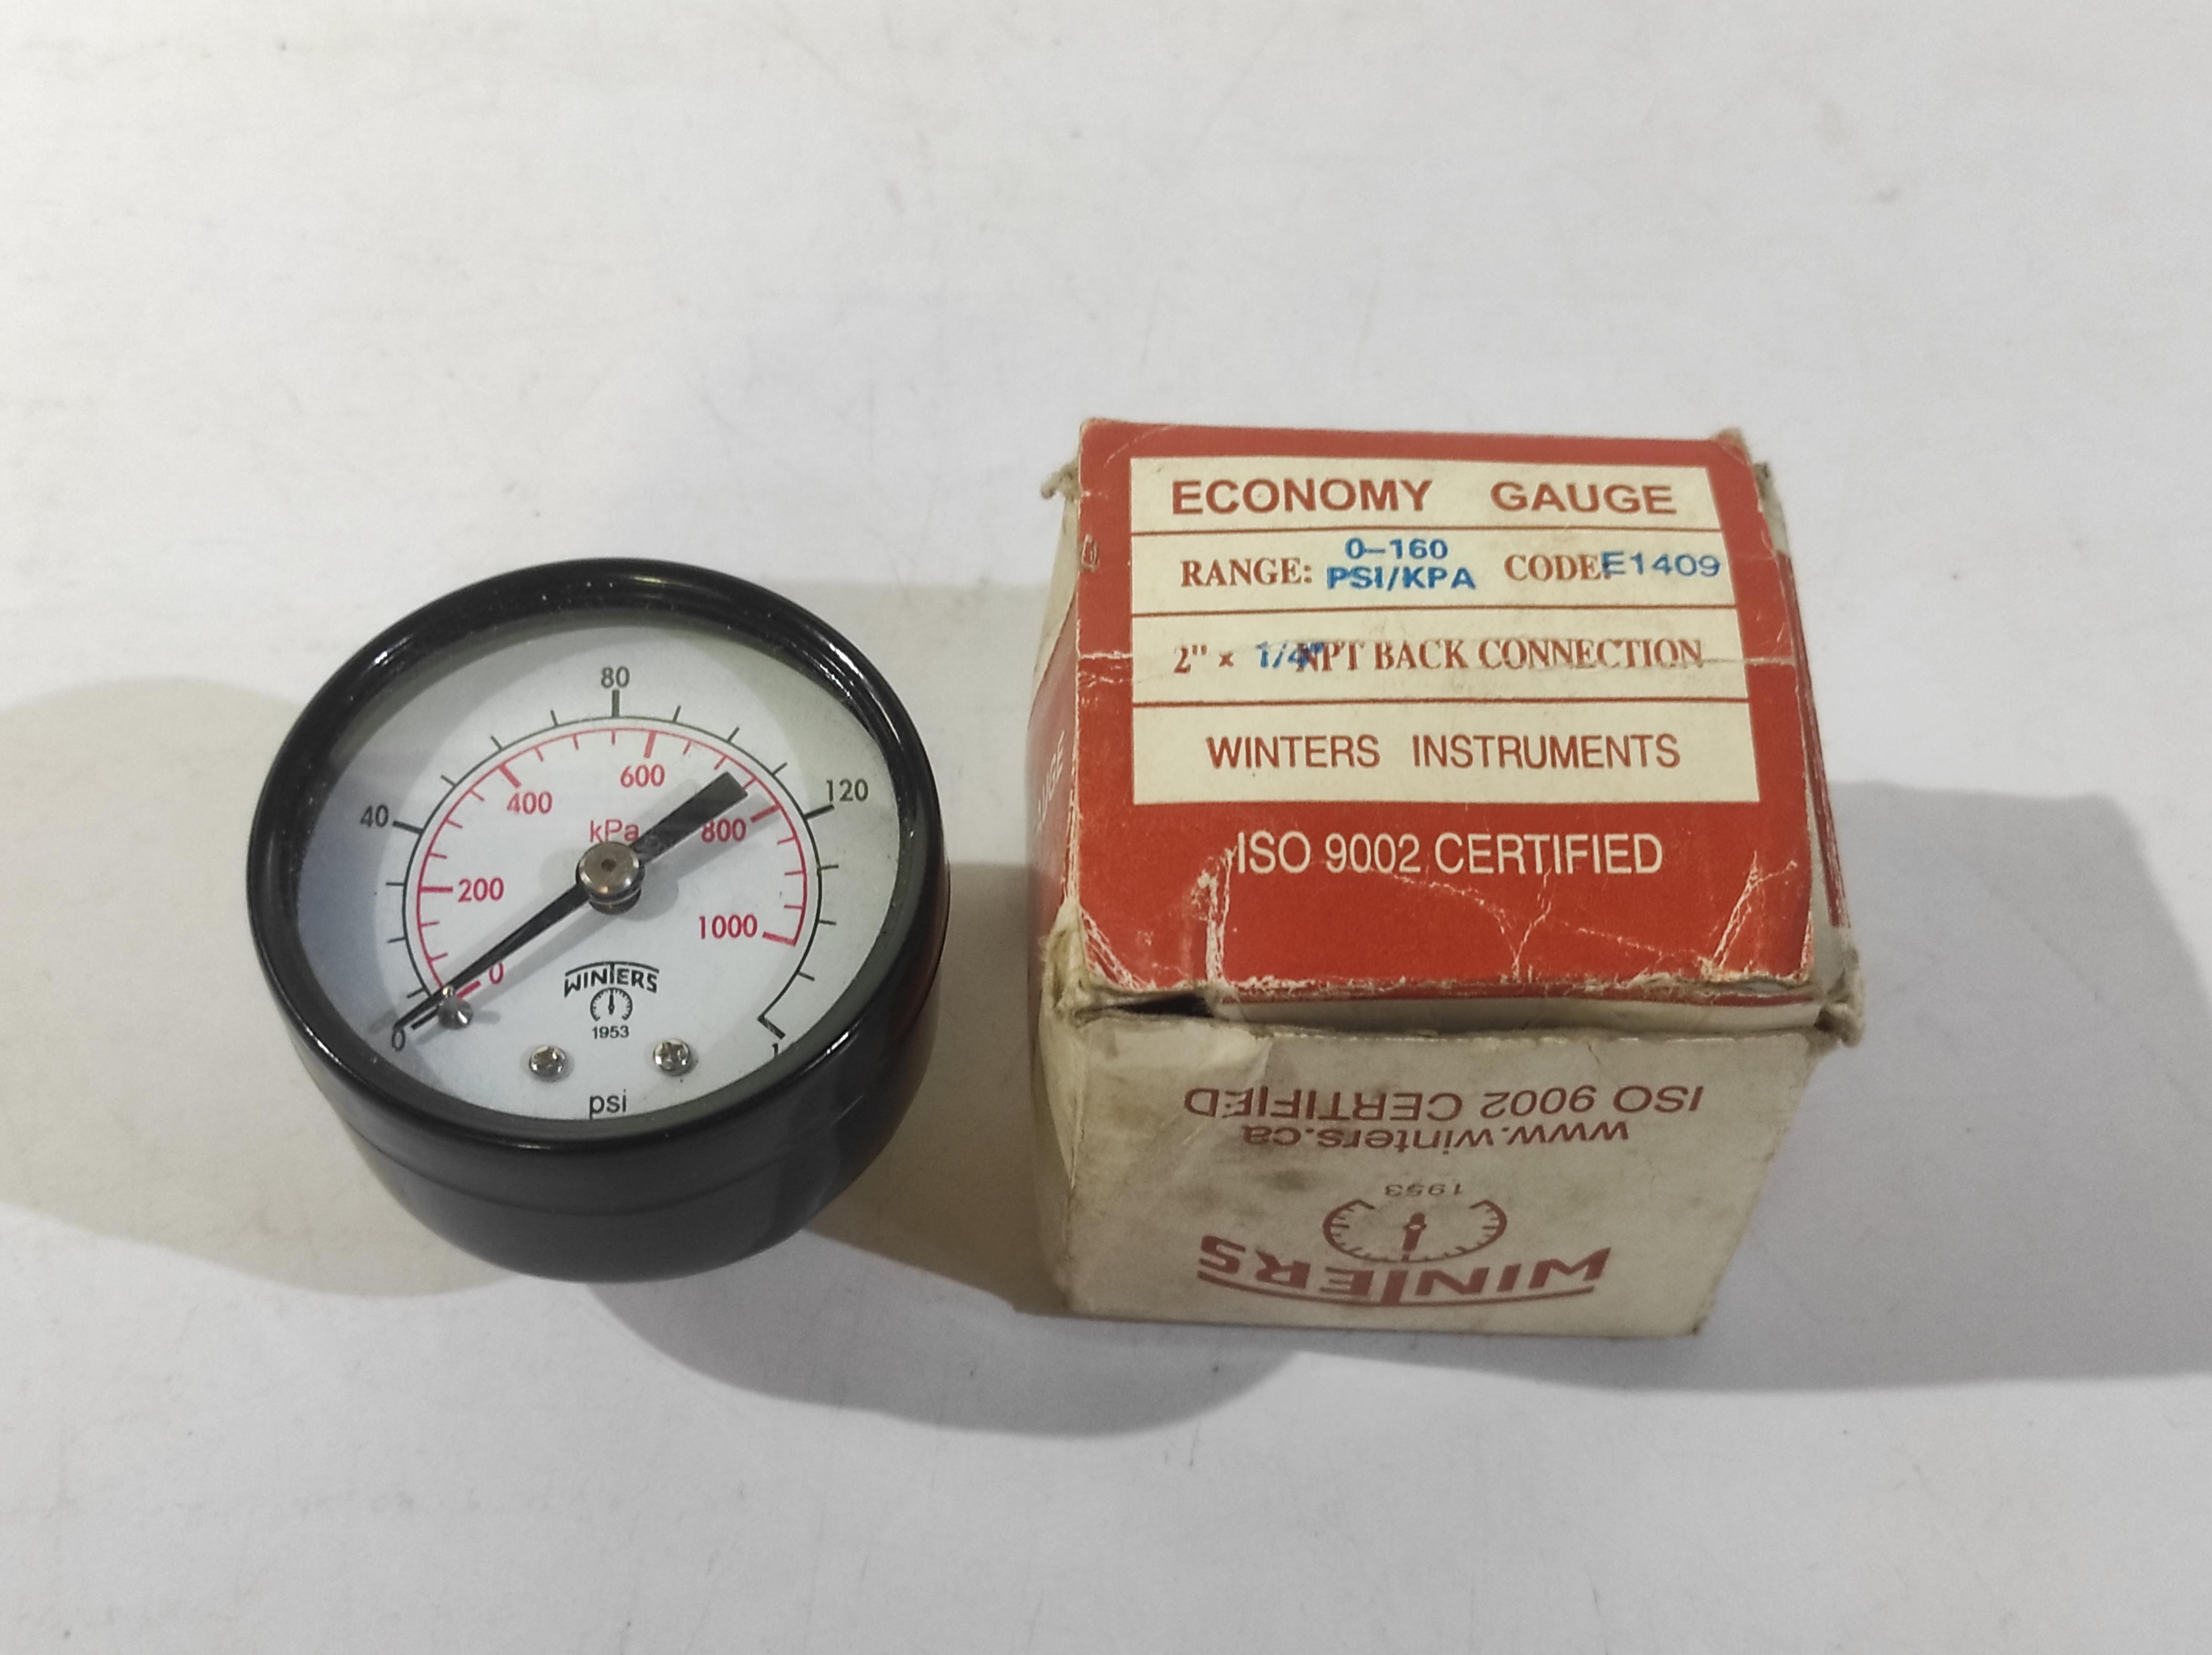 80
40
120
600
400
kPa
800
200
1000
0
WINTERS
1953
0
psi
ECONOMY GAUGE
RANGE: 0-160 PSI/KPA CODE: E1409
2" x 1/4" NPT BACK CONNECTION
WINTERS INSTRUMENTS
ISO 9002 CERTIFIED
WINTERS
1953
www.winters.ca
ISO 9002 CERTIFIED